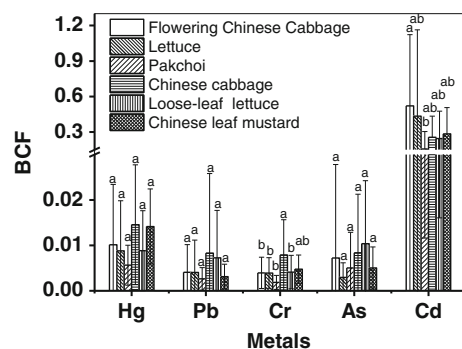 1.2
0.9
0.6
0.3
0.02
0.01
0.00
BCF
Flowering Chinese Cabbage
Lettuce
Pakchoi
Chinese cabbage
Loose-leaf lettuce
Chinese leaf mustard
a a a a a a
a a a a a a
b b b a b ab
a a a a a a
a ab b ab ab ab
Hg Pb Cr As Cd
Metals